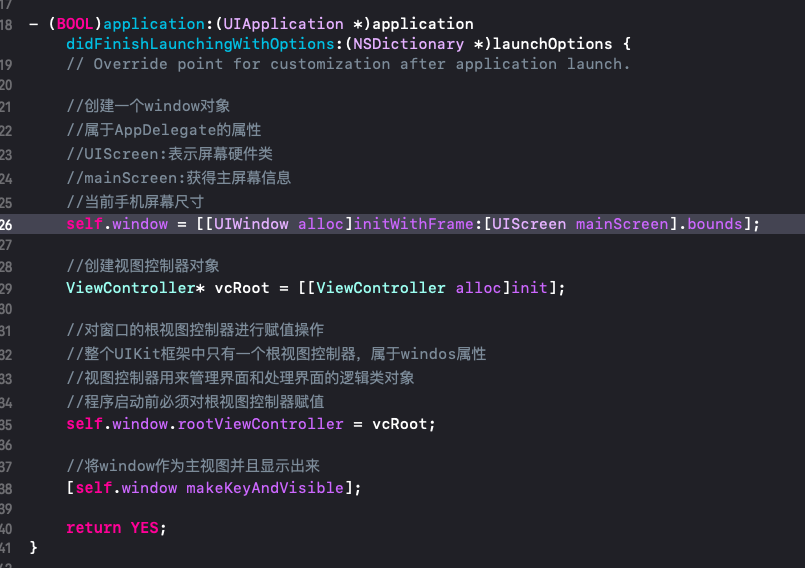 17
18 - (BOOL)application:(UIApplication *)application
didFinishLaunchingWithOptions:(NSDictionary *)launchOptions {
19 // Override point for customization after application launch.
20
21 //创建一个window对象
22 //属于AppDelegate的属性
23 //UIScreen:表示屏幕硬件类
24 //mainScreen:获得主屏幕信息
25 //当前手机屏幕尺寸
26 self.window = [[UIWindow alloc]initWithFrame:[UIScreen mainScreen].bounds];
27
28 //创建视图控制器对象
29 ViewController* vcRoot = [[ViewController alloc]init];
30
31 //对窗口的根视图控制器进行赋值操作
32 //整个UIKit框架中只有一个根视图控制器，属于windos属性
33 //视图控制器用来管理界面和处理界面的逻辑类对象
34 //程序启动前必须对根视图控制器赋值
35 self.window.rootViewController = vcRoot;
36
37 //将window作为主视图并且显示出来
38 [self.window makeKeyAndVisible];
39
40 return YES;
41 }